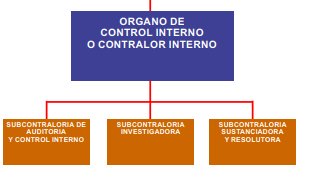 ORGANO DE
CONTROL INTERNO
O CONTRALOR INTERNO
SUBCONTRALORIA DE
AUDITORIA
Y CONTROL INTERNO
SUBCONTRALORIA
INVESTIGADORA
SUBCONTRALORIA
SUSTANCIADORA
Y RESOLUTORA